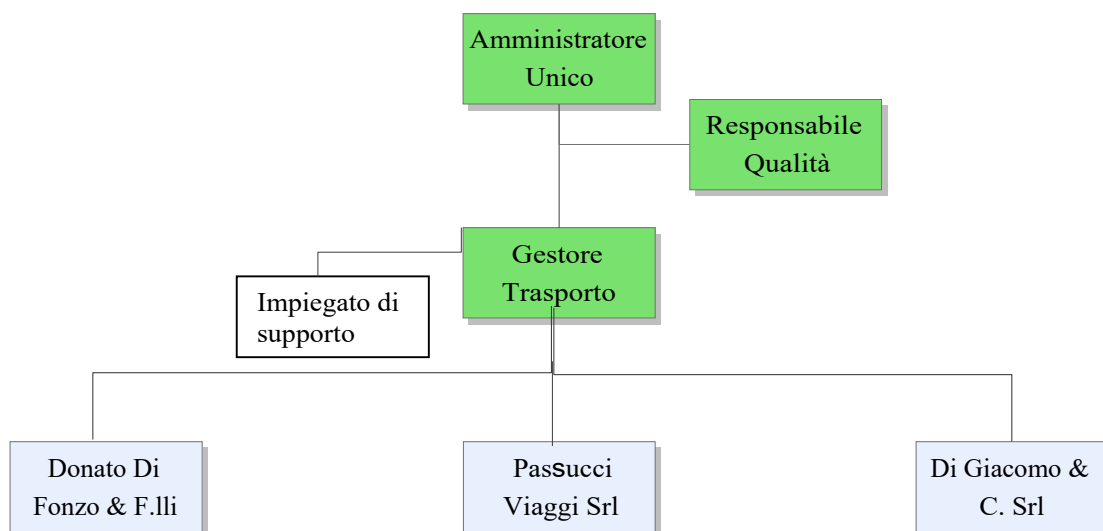 Amministratore
Unico
Responsabile
Qualità
Gestore
Trasporto
Impiegato di
supporto
Donato Di
Fonzo & F.lli
Passucci
Viaggi Srl
Di Giacomo &
C. Srl